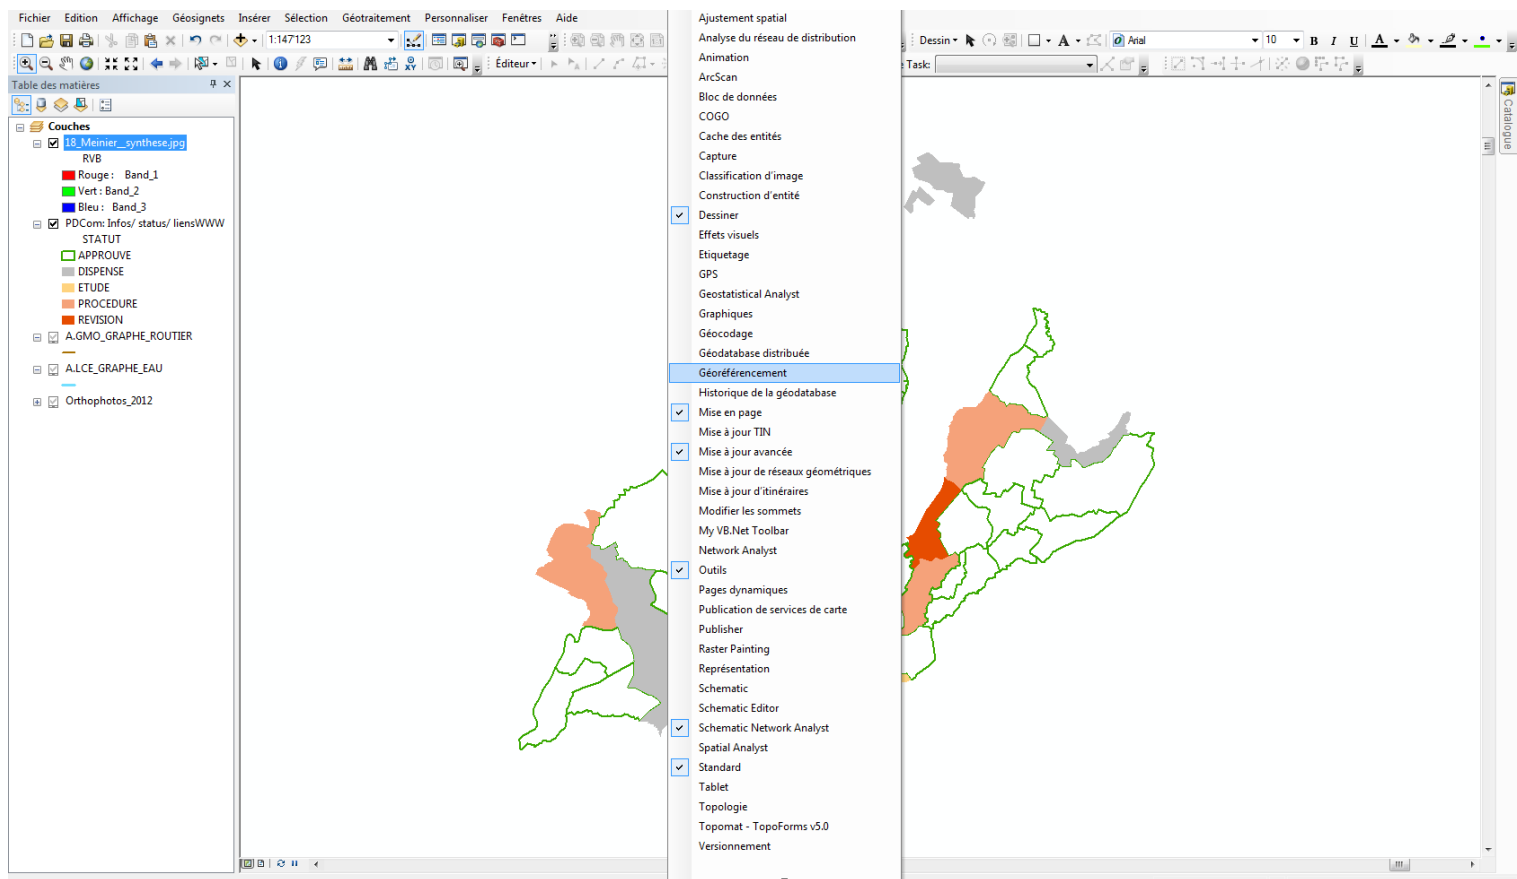 Fichier Edition Affichage Géosignets Insérer Sélection Géotraitement Personnaliser Fenêtres Aide
1:147'123
Dessin
Arial
10
B I U A
Éditeur
Task:
Table des matières
Couches
18_Meinier__synthese.jpg
RVB
Rouge : Band_1
Vert : Band_2
Bleu : Band_3
PDCom: Infos/ status/ liensWWW
STATUT
APPROUVE
DISPENSE
ETUDE
PROCEDURE
REVISION
A.GMO_GRAPHE_ROUTIER
A.LCE_GRAPHE_EAU
Orthophotos_2012
Ajustement spatial
Analyse du réseau de distribution
Animation
ArcScan
Bloc de données
COGO
Cache des entités
Capture
Classification d'image
Construction d'entité
Dessiner
Effets visuels
Etiquetage
GPS
Geostatistical Analyst
Graphiques
Géocodage
Géodatabase distribuée
Géoréférencement
Historique de la géodatabase
Mise en page
Mise à jour TIN
Mise à jour avancée
Mise à jour de réseaux géométriques
Mise à jour d'itinéraires
Modifier les sommets
My VB.Net Toolbar
Network Analyst
Outils
Pages dynamiques
Publication de services de carte
Publisher
Raster Painting
Représentation
Schematic
Schematic Editor
Schematic Network Analyst
Spatial Analyst
Standard
Tablet
Topologie
Topomat - TopoForms v5.0
Versionnement
Catalogue